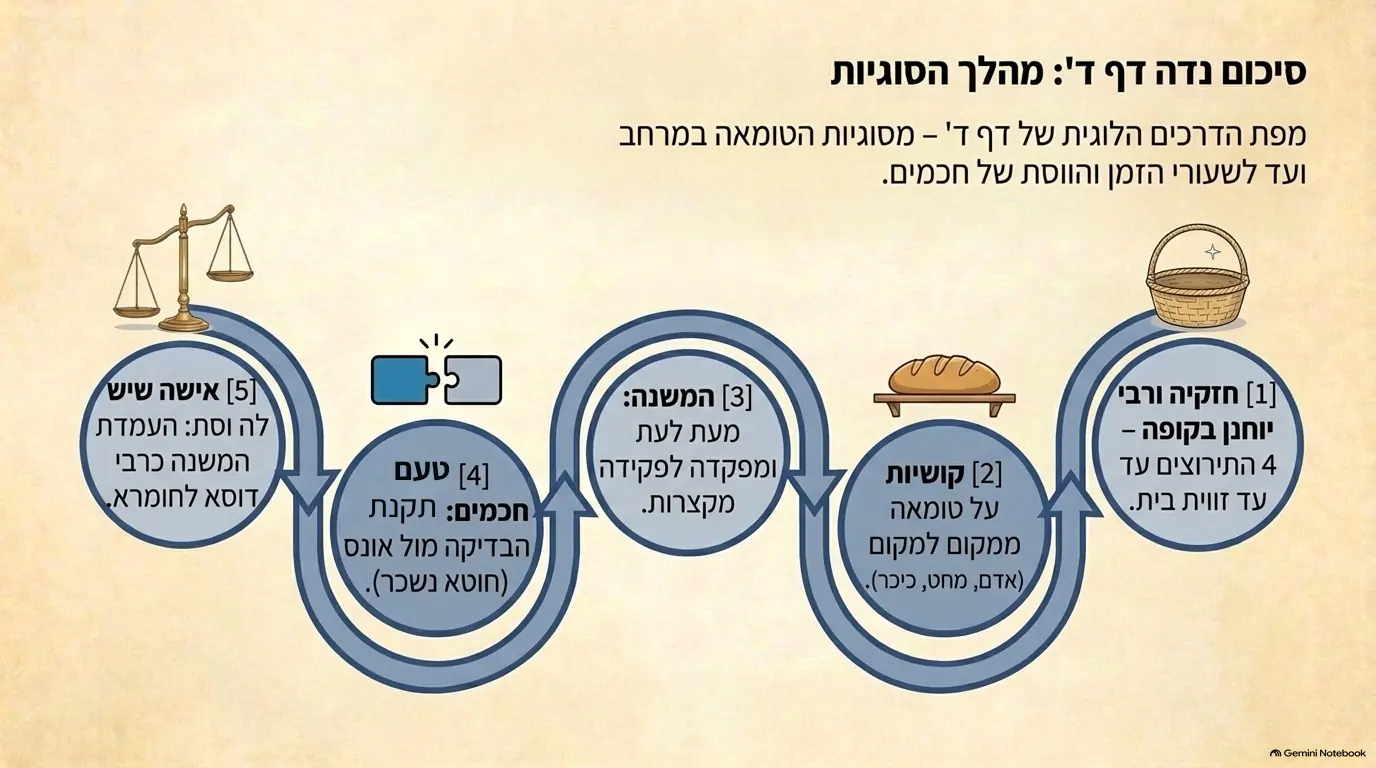 סיכום נדה דף ד': מהלך הסוגיות
מפת הדרכים הלוגית של דף ד' – מסוגיות הטומאה במרחב
ועד לשעורי הזמן והווסת של חכמים.
[1] חזקיה ורבי
יוחנן בקופה –
4 התירוצים עד
עד זווית בית.
[2] קושיות
על טומאה
ממקום למקום
(אדם, מחט, כיכר).
[3] המשנה:
מעת לעת
ומפקדה לפקידה
מקצרות.
[4] טעם
חכמים: תקנת
הבדיקה מול אונס
(חוטא נשכר).
[5] אישה שיש
לה וסת: העמדת
המשנה כרבי
דוסא לחומרא.
Gemini Notebook